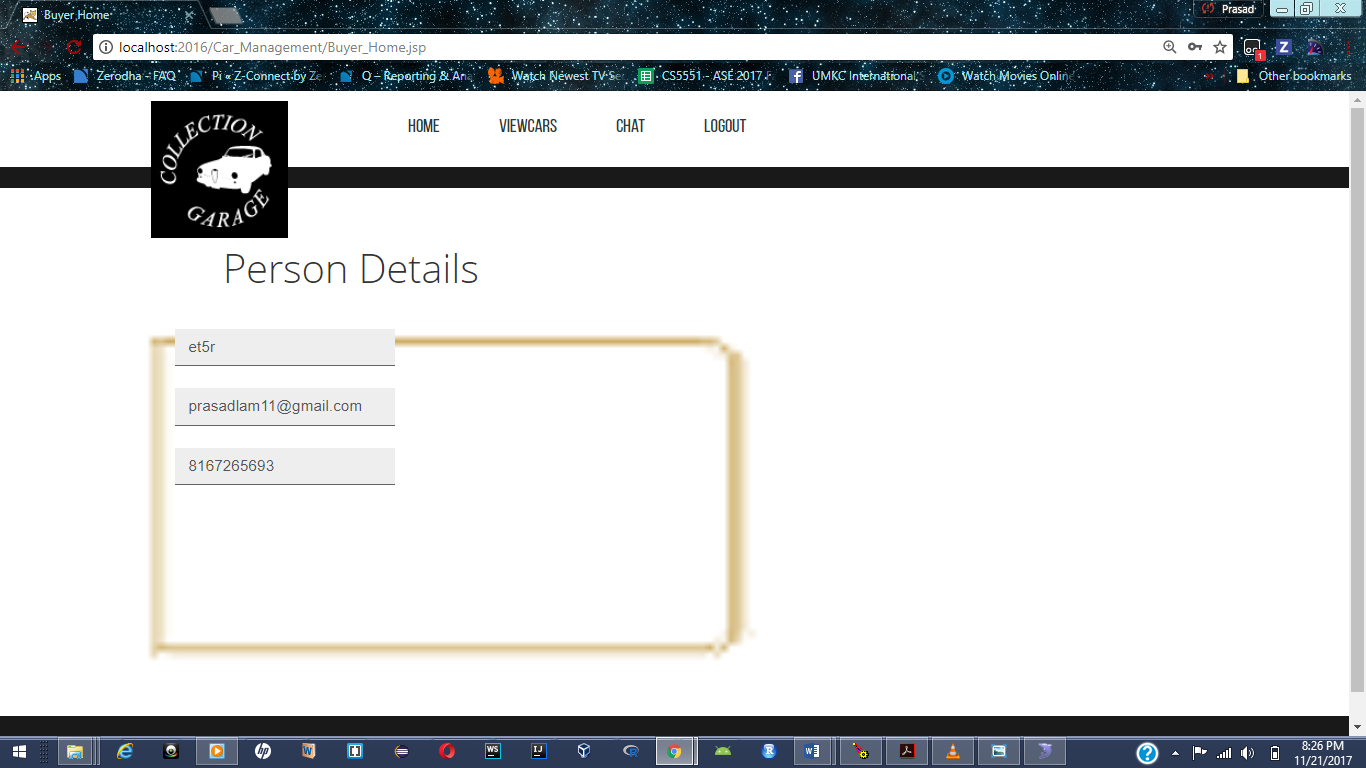 Buyer Home
Prasad
localhost:2016/Car_Management/Buyer_Home.jsp
Apps
Zerodha - FAQ
Pi « Z-Connect by Ze
Q – Reporting & An
Watch Newest TV Se
CS5551 - ASE 2017 F
UMKC International
Watch Movies Online
Other bookmarks
COLLECTION GARAGE
HOME VIEWCARS CHAT LOGOUT
Person Details
et5r
prasadlam11@gmail.com
8167265693
8:26 PM
11/21/2017